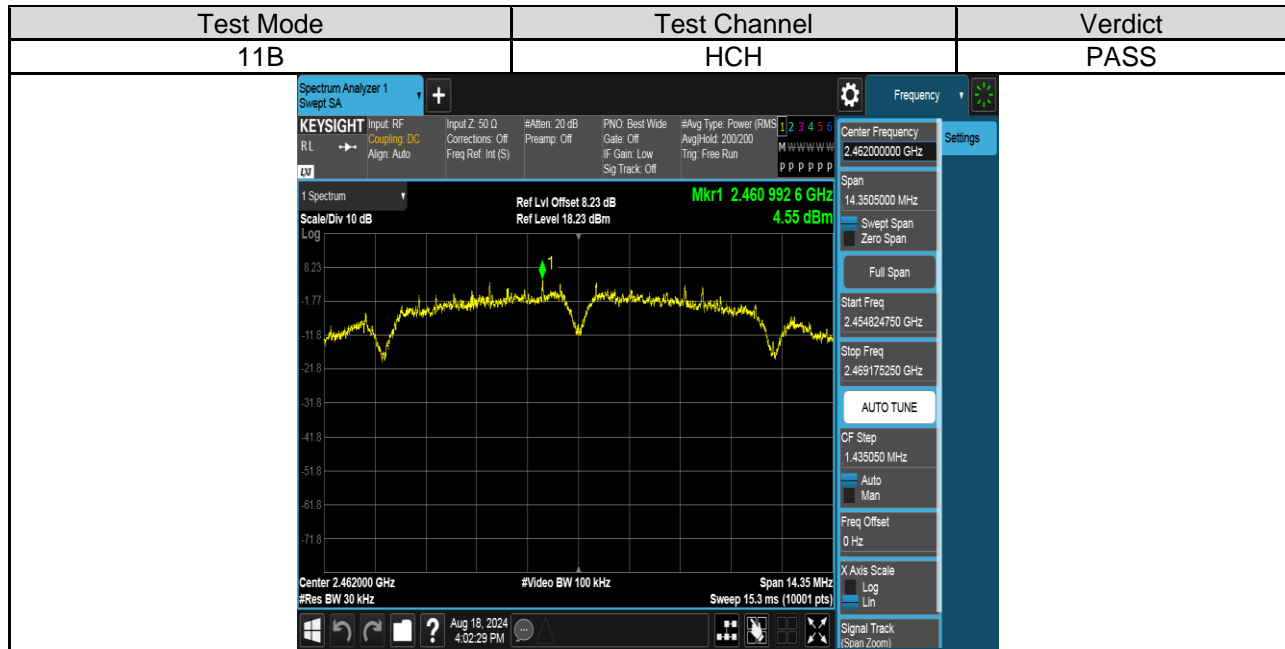 Test Mode Test Channel Verdict
11B HCH PASS
Spectrum Analyzer 1
Swept SA
Frequency
KEYSIGHT
RL
LXI
Input: RF
Coupling: DC
Align: Auto
Input Z: 50 Ω
Corrections: Off
Freq Ref: Int (S)
#Atten: 20 dB
Preamp: Off
PNO: Best Wide
Gate: Off
IF Gain: Low
Sig Track: Off
#Avg Type: Power (RMS
Avg|Hold: 200/200
Trig: Free Run
1 2 3 4 5 6
M W W W W W
P P P P P P
1 Spectrum
Scale/Div 10 dB
Log
Ref Lvl Offset 8.23 dB
Ref Level 18.23 dBm
Mkr1 2.460 992 6 GHz
4.55 dBm
1
8.23
-1.77
-11.8
-21.8
-31.8
-41.8
-51.8
-61.8
-71.8
Center 2.462000 GHz
#Res BW 30 kHz
#Video BW 100 kHz
Span 14.35 MHz
Sweep 15.3 ms (10001 pts)
?
Aug 18, 2024
4:02:29 PM
Center Frequency
2.462000000 GHz
Settings
Span
14.3505000 MHz
Swept Span
Zero Span
Full Span
Start Freq
2.454824750 GHz
Stop Freq
2.469175250 GHz
AUTO TUNE
CF Step
1.435050 MHz
Auto
Man
Freq Offset
0 Hz
X Axis Scale
Log
Lin
Signal Track
(Span Zoom)